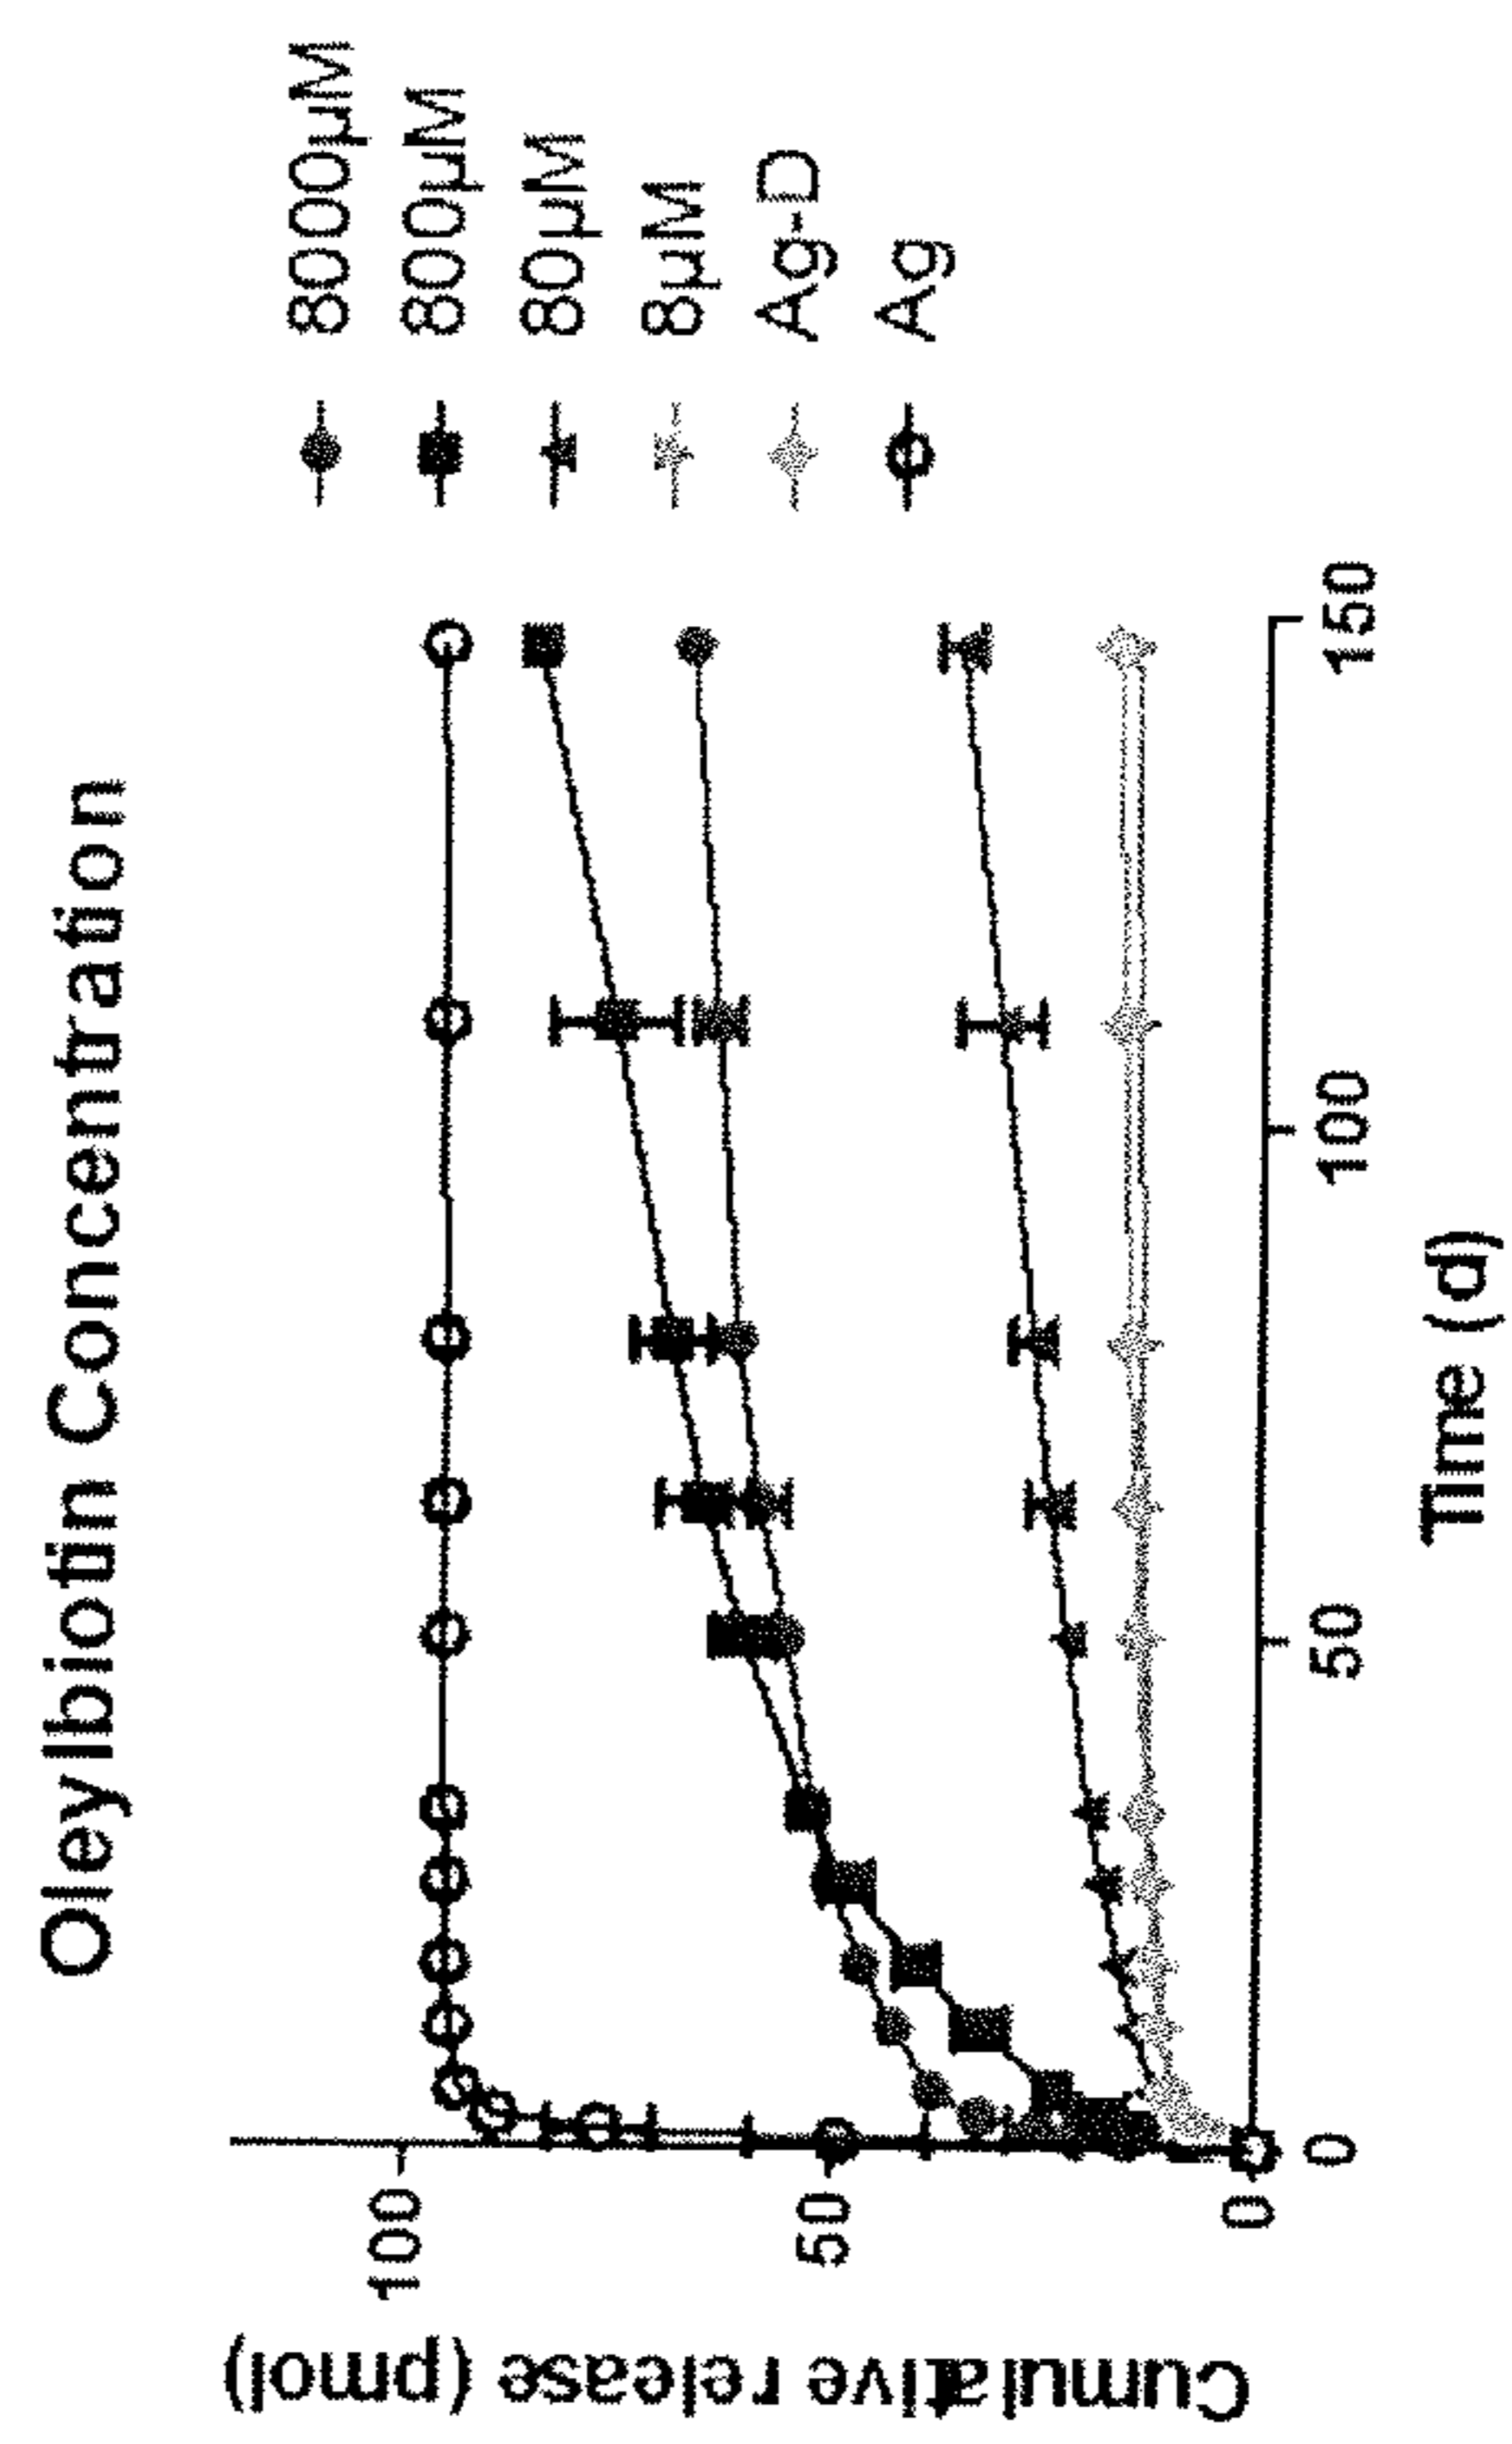 Oleylbiotin Concentration
Cumulative release (pmol)
100
50
0
0
50
100
150
Time (d)
8000µM
800µM
80µM
8µM
Ag-D
Ag